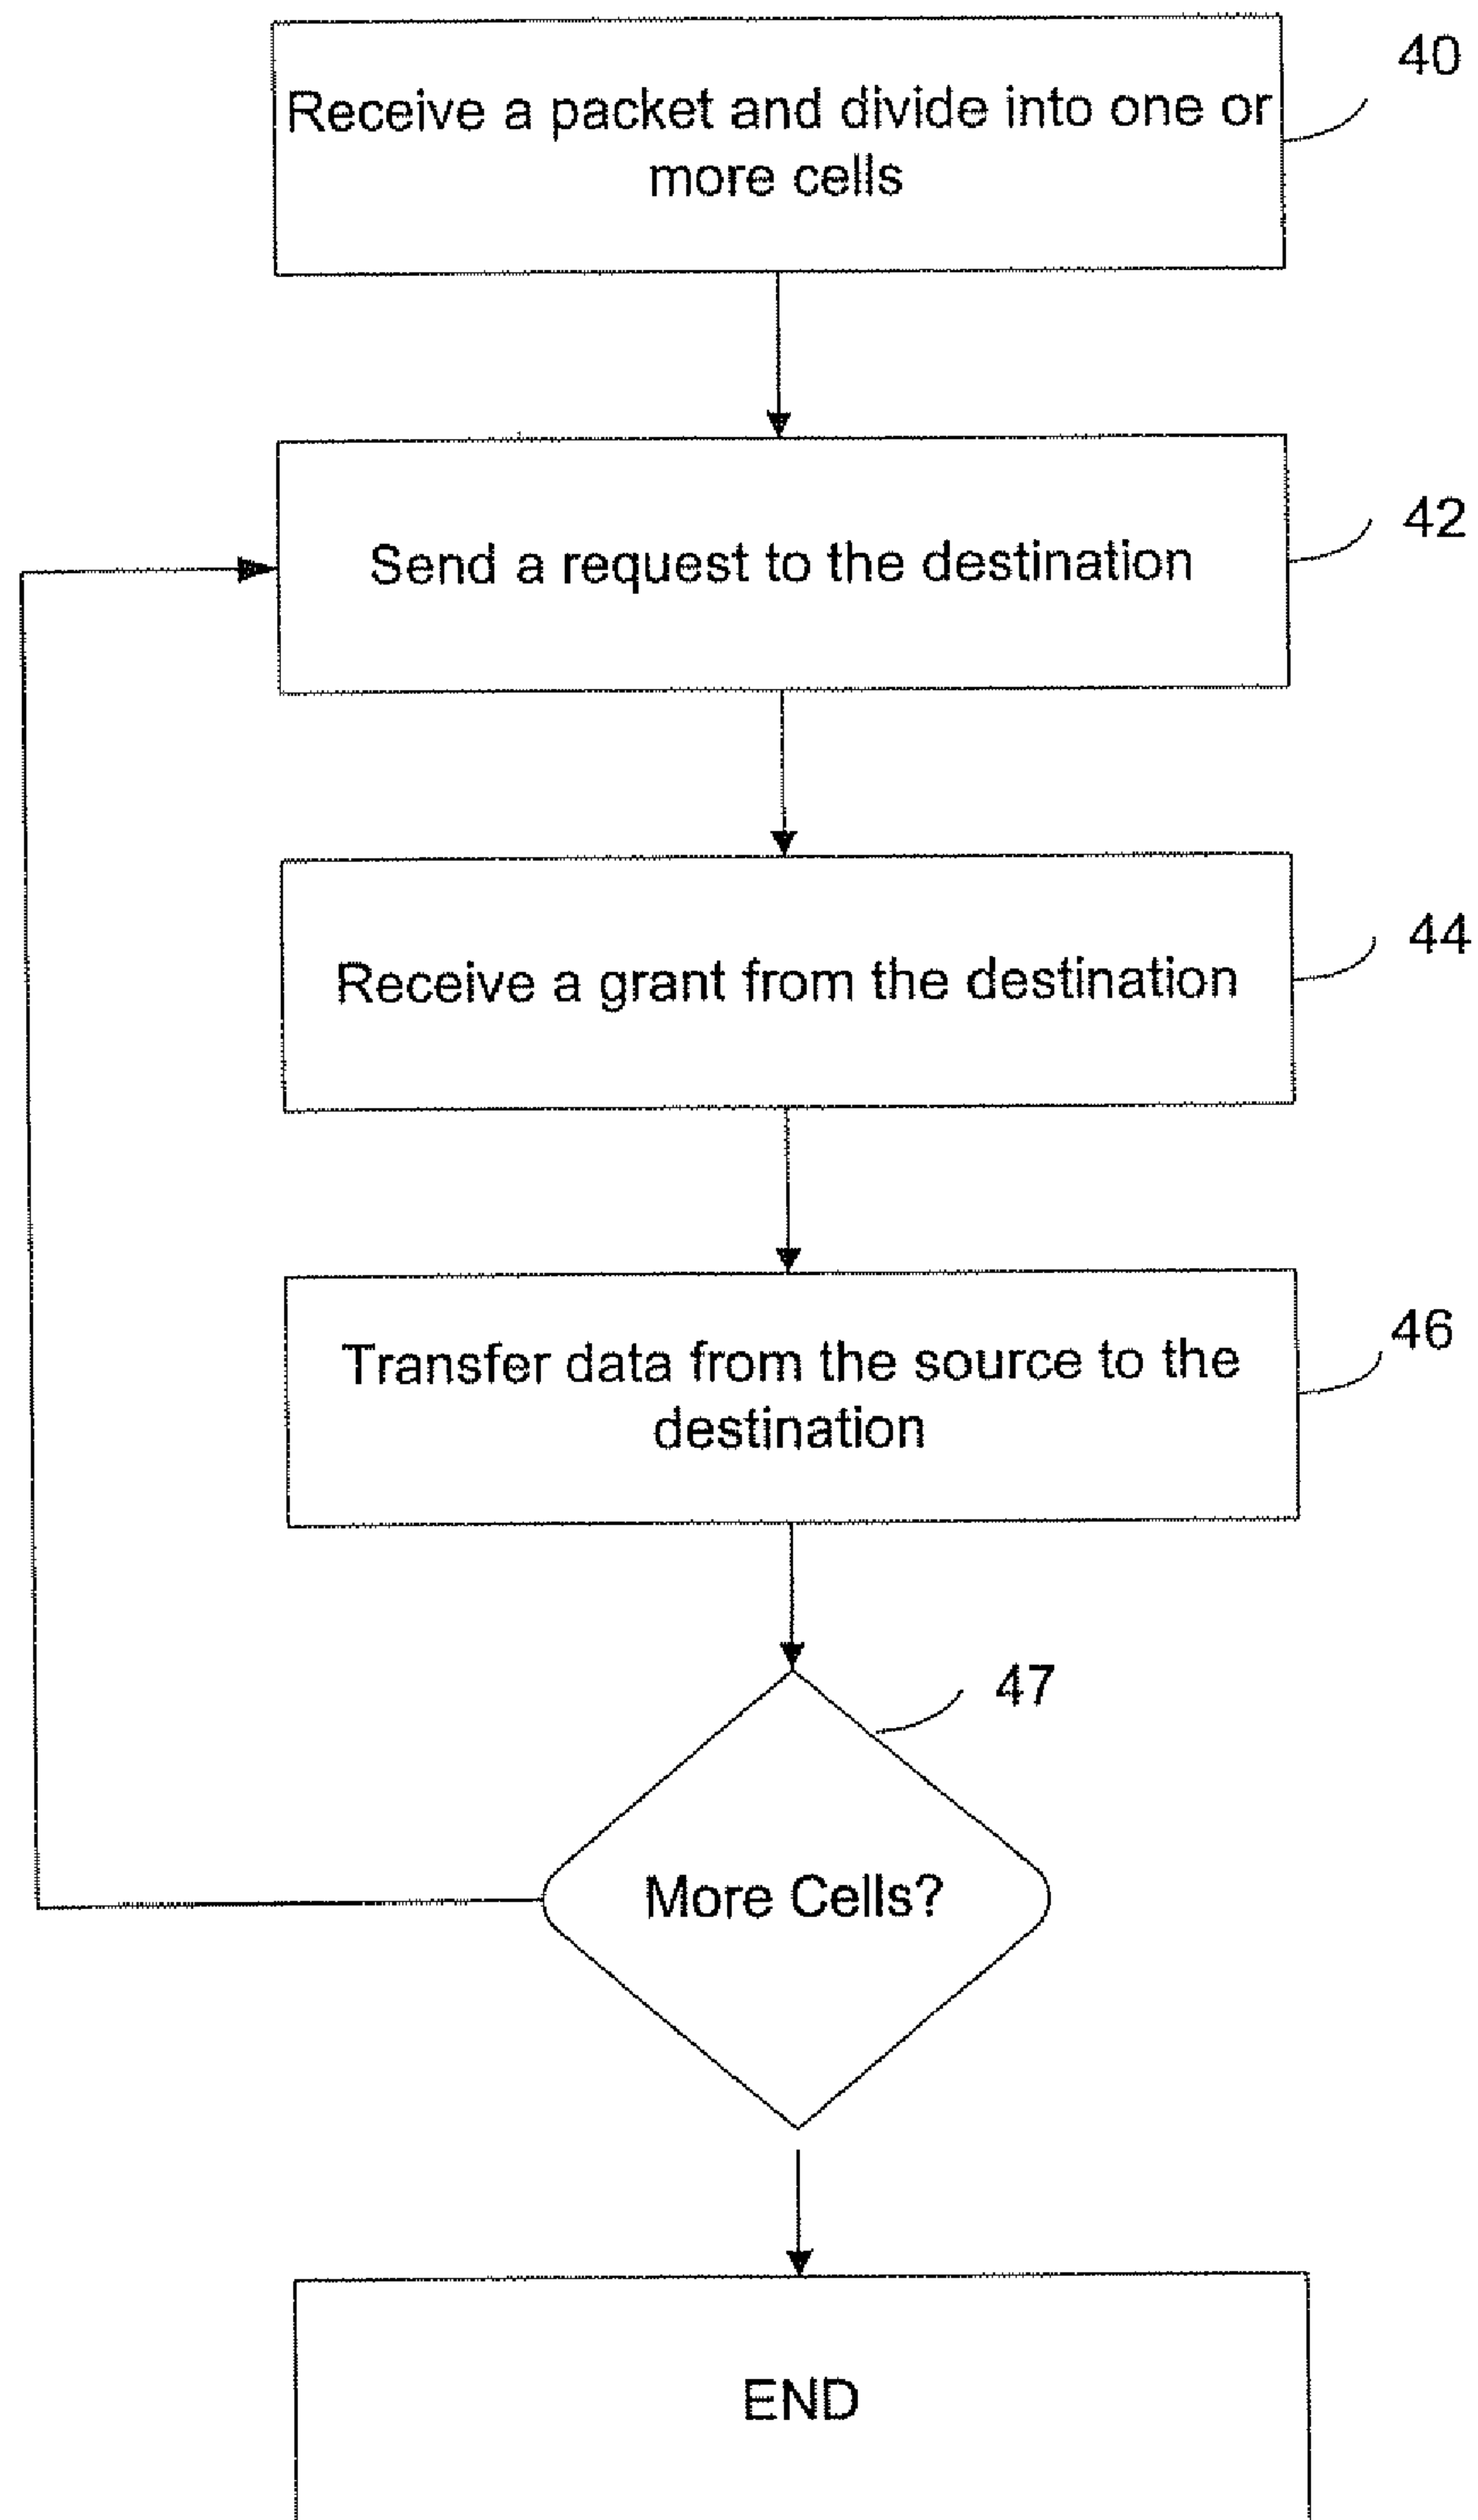 40
Receive a packet and divide into one or
more cells
42
Send a request to the destination
44
Receive a grant from the destination
46
Transfer data from the source to the
destination
47
More Cells?
END